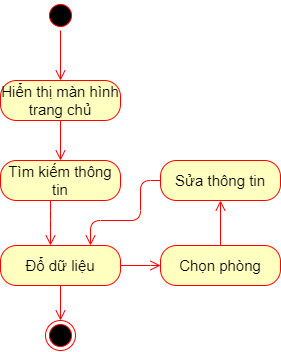 Hiển thị màn hình
trang chủ
Tìm kiếm thông
tin
Sửa thông tin
Đổ dữ liệu
Chọn phòng